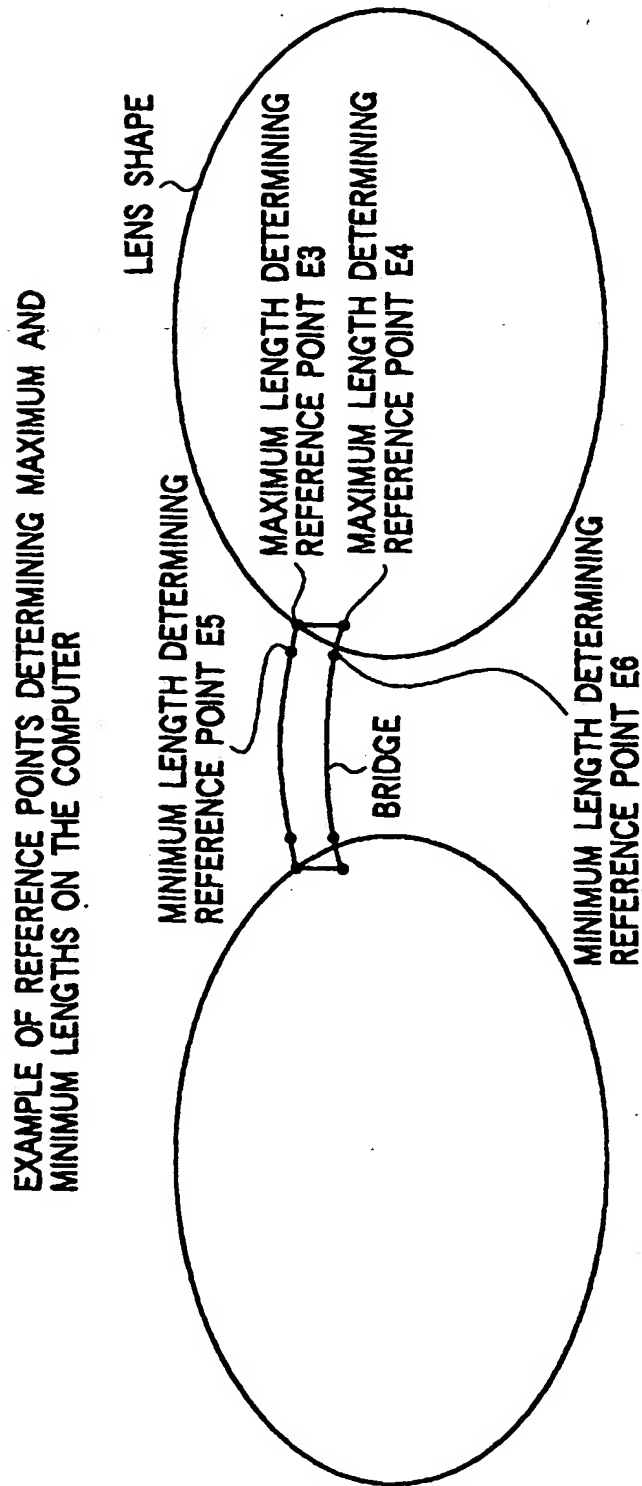 EXAMPLE OF REFERENCE POINTS DETERMINING MAXIMUM AND
MINIMUM LENGTHS ON THE COMPUTER
LENS SHAPE
MINIMUM LENGTH DETERMINING
REFERENCE POINT E5
MAXIMUM LENGTH DETERMINING
REFERENCE POINT E3
MAXIMUM LENGTH DETERMINING
REFERENCE POINT E4
BRIDGE
MINIMUM LENGTH DETERMINING
REFERENCE POINT E6